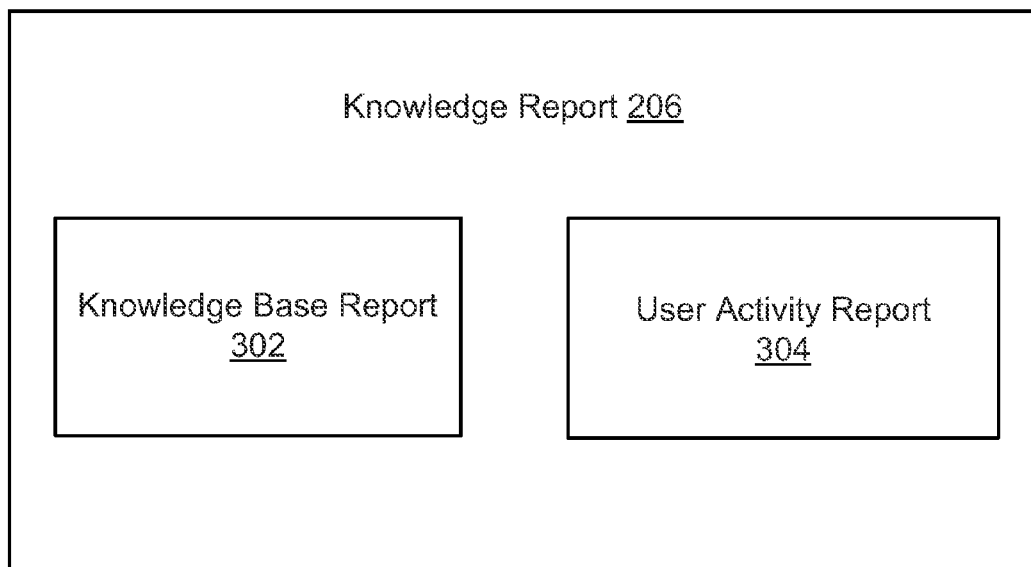 Knowledge Report 206
Knowledge Base Report
302
User Activity Report
304